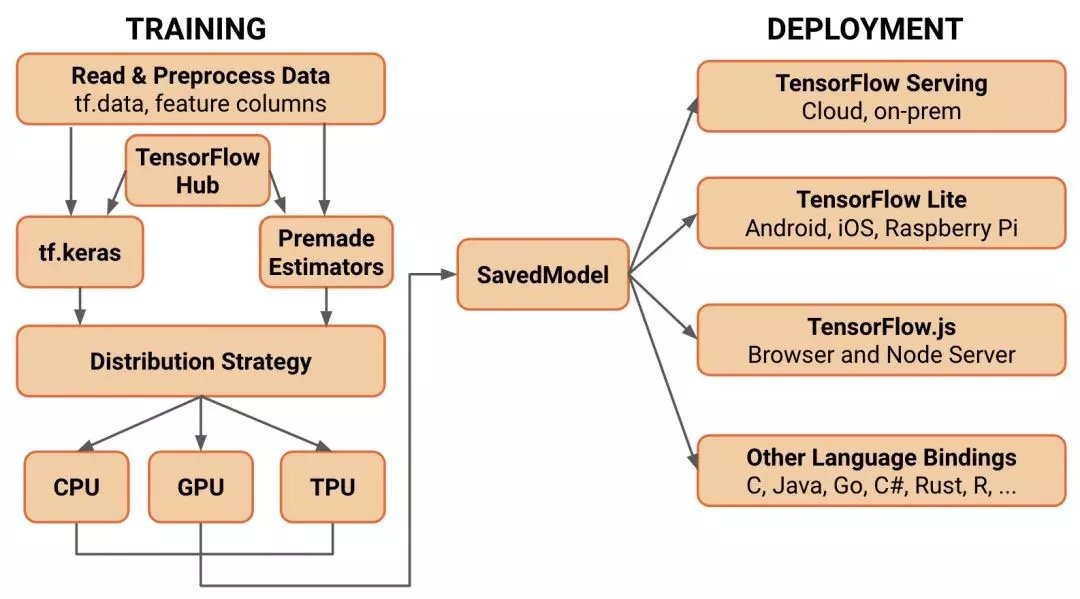 TRAINING
Read & Preprocess Data
tf.data, feature columns
TensorFlow
Hub
tf.keras
Premade
Estimators
Distribution Strategy
CPU
GPU
TPU
SavedModel
DEPLOYMENT
TensorFlow Serving
Cloud, on-prem
TensorFlow Lite
Android, iOS, Raspberry Pi
TensorFlow.js
Browser and Node Server
Other Language Bindings
C, Java, Go, C#, Rust, R, ...